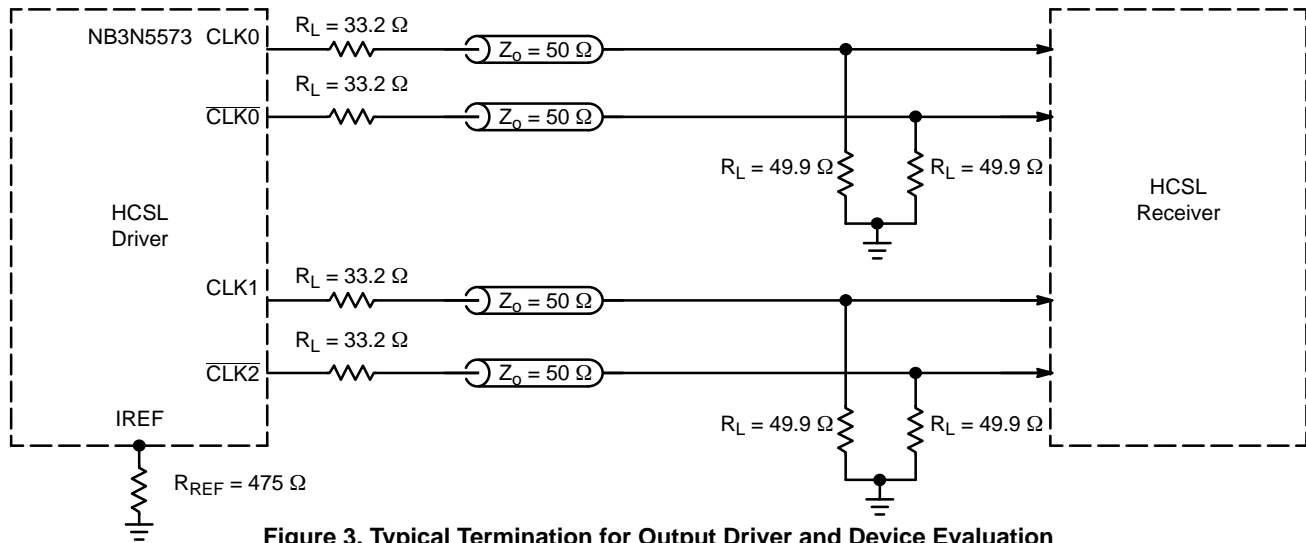 R_L = 33.2 Ω
NB3N5573 CLK0
Z_o = 50 Ω
R_L = 33.2 Ω
C̅L̅K̅0̅
Z_o = 50 Ω
R_L = 49.9 Ω
R_L = 49.9 Ω
HCSL
Driver
HCSL
Receiver
R_L = 33.2 Ω
CLK1
Z_o = 50 Ω
R_L = 33.2 Ω
C̅L̅K̅2̅
Z_o = 50 Ω
IREF
R_L = 49.9 Ω
R_L = 49.9 Ω
R_REF = 475 Ω
Figure 3. Typical Termination for Output Driver and Device Evaluation